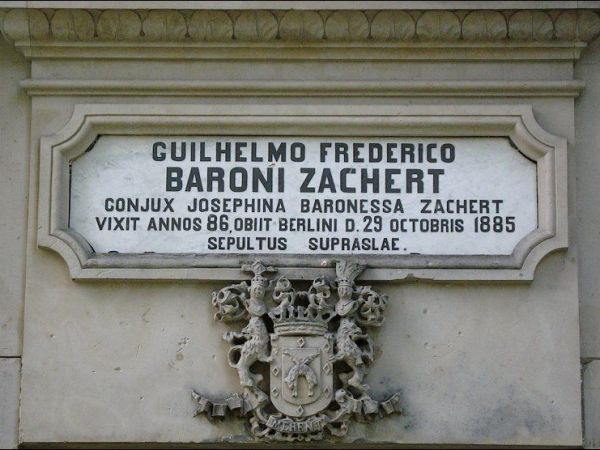 GUILHELMO FREDERICO
BARONI ZACHERT
CONJUX JOSEPHINA BARONESSA ZACHERT
VIXIT ANNOS 86, OBIIT BERLINI D. 29 OCTOBRIS 1885
SEPULTUS SUPRASLAE.